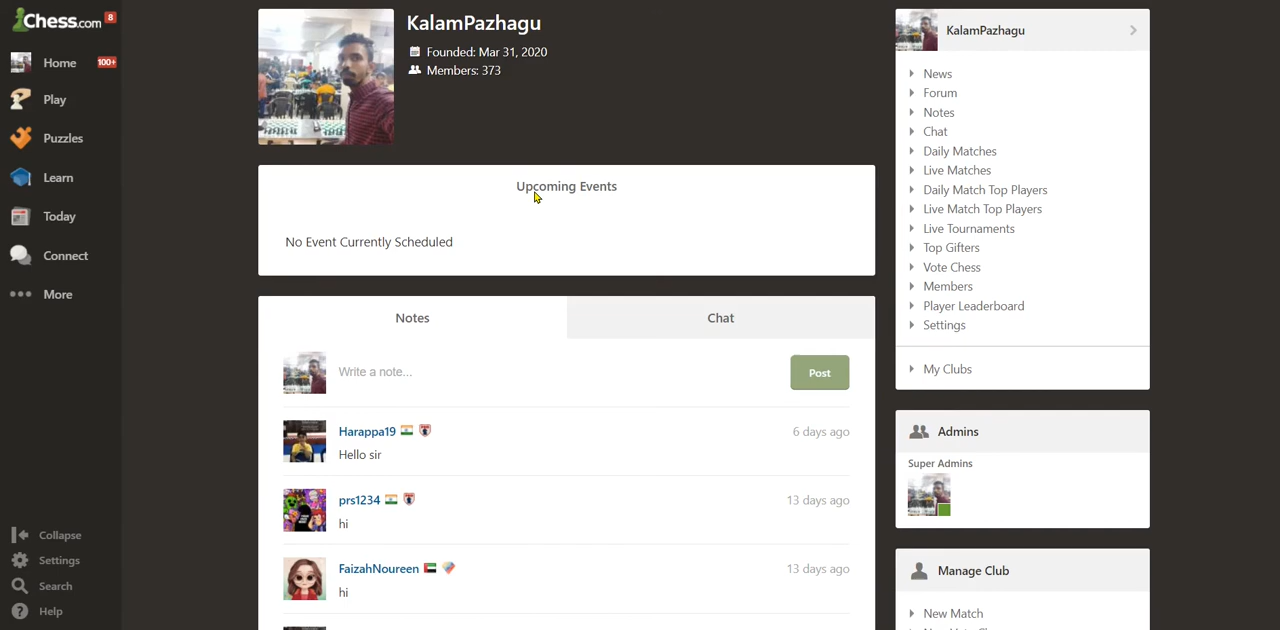 Chess.com 8
Home 100+
Play
Puzzles
Learn
Today
Connect
More
Collapse
Settings
Search
Help
KalamPazhagu
Founded: Mar 31, 2020
Members: 373
Upcoming Events
No Event Currently Scheduled
Notes Chat
Write a note... Post
Harappa19 6 days ago
Hello sir
prs1234 13 days ago
hi
FaizahNoureen 13 days ago
hi
KalamPazhagu
News
Forum
Notes
Chat
Daily Matches
Live Matches
Daily Match Top Players
Live Match Top Players
Live Tournaments
Top Gifters
Vote Chess
Members
Player Leaderboard
Settings
My Clubs
Admins
Super Admins
Manage Club
New Match